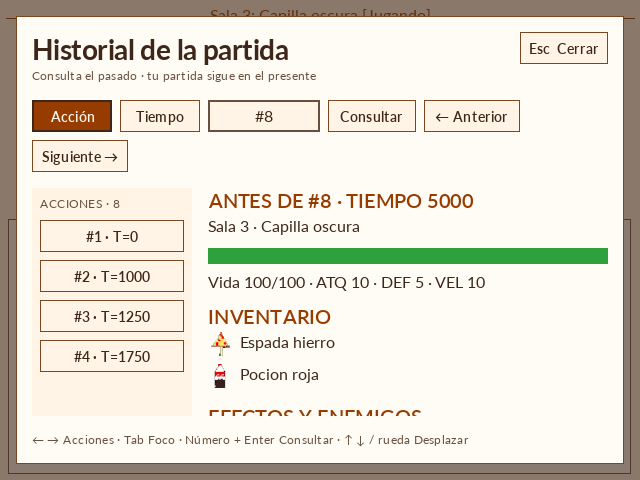 Sala 3: Capilla oscura [Jugando]
Historial de la partida
Esc Cerrar
Consulta el pasado · tu partida sigue en el presente
Acción
Tiempo
#8
Consultar
← Anterior
Siguiente →
ACCIONES · 8
#1 · T=0
#2 · T=1000
#3 · T=1250
#4 · T=1750
ANTES DE #8 · TIEMPO 5000
Sala 3 · Capilla oscura
Vida 100/100 · ATQ 10 · DEF 5 · VEL 10
INVENTARIO
Espada hierro
Pocion roja
EFECTOS Y ENEMIGOS
← → Acciones · Tab Foco · Número + Enter Consultar · ↑ ↓ / rueda Desplazar